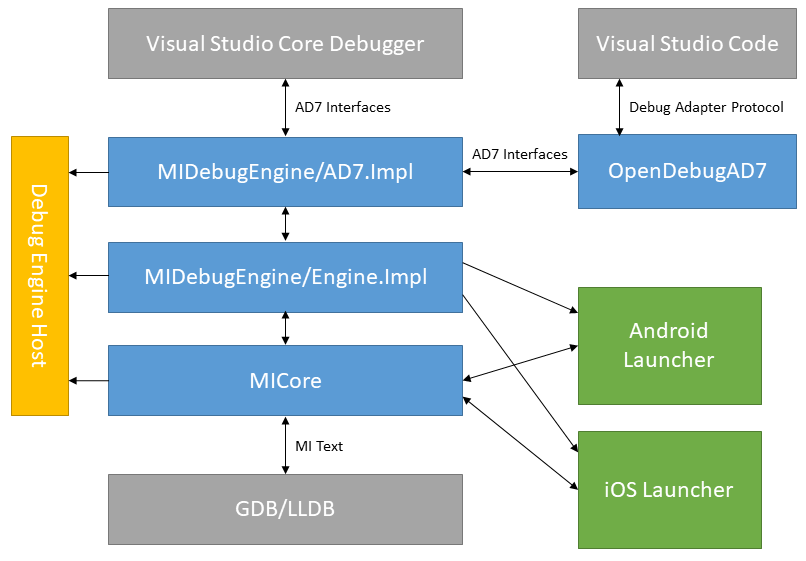 Visual Studio Core Debugger
Visual Studio Code
AD7 Interfaces
Debug Adapter Protocol
MIDebugEngine/AD7.Impl
AD7 Interfaces
OpenDebugAD7
Debug Engine Host
MIDebugEngine/Engine.Impl
Android
Launcher
MICore
MI Text
iOS Launcher
GDB/LLDB